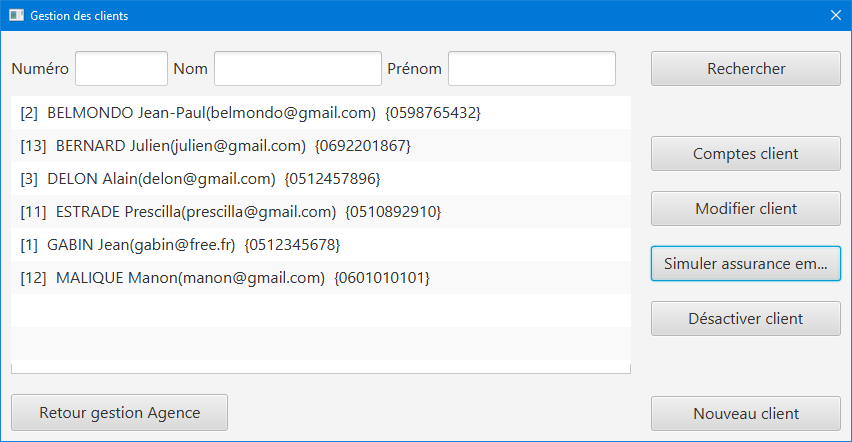 Gestion des clients
Numéro Nom Prénom Rechercher
[2] BELMONDO Jean-Paul(belmondo@gmail.com) {0598765432}
[13] BERNARD Julien(julien@gmail.com) {0692201867}
Comptes client
[3] DELON Alain(delon@gmail.com) {0512457896}
[11] ESTRADE Prescilla(prescilla@gmail.com) {0510892910}
Modifier client
[1] GABIN Jean(gabin@free.fr) {0512345678}
Simuler assurance em...
[12] MALIQUE Manon(manon@gmail.com) {0601010101}
Désactiver client
Retour gestion Agence
Nouveau client